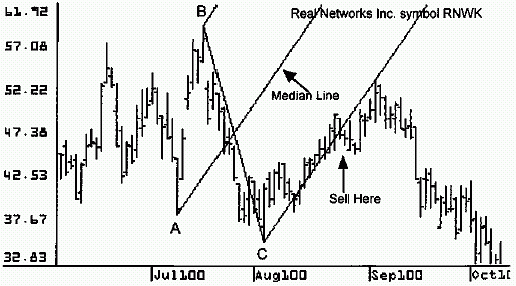 61.92
B
Real Networks Inc. symbol RNWK
57.08
Median Line
52.22
47.38
42.53
Sell Here
37.67
A
C
32.83
Jul100 Aug100 Sep100 Oct10